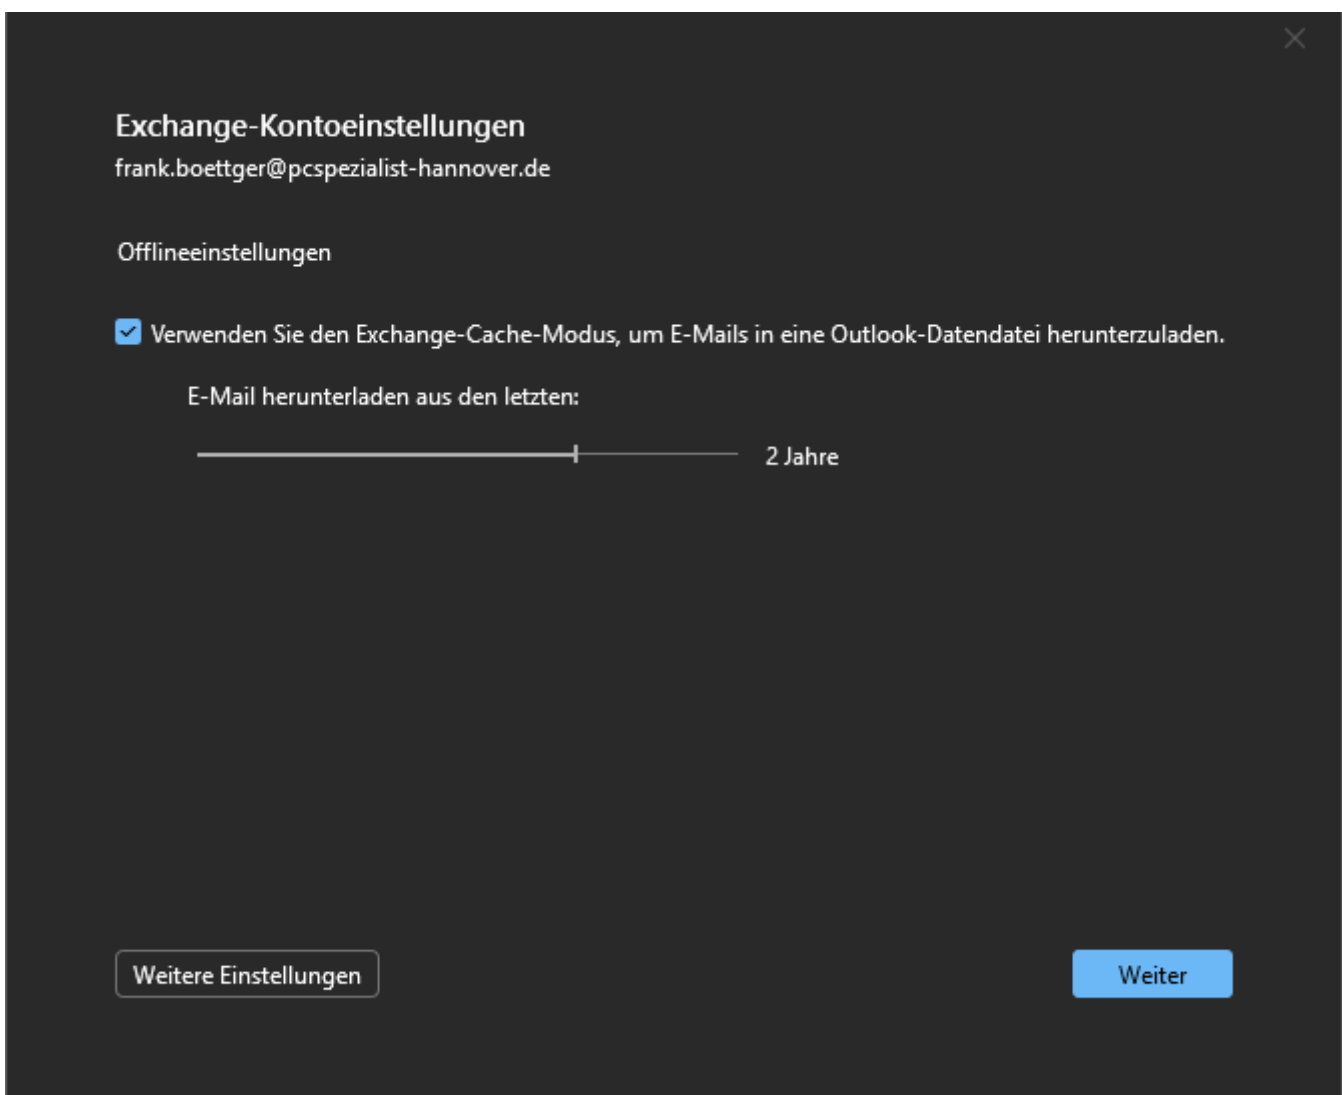 Exchange-Kontoeinstellungen
frank.boettger@pcspezialist-hannover.de
Offlineeinstellungen
Verwenden Sie den Exchange-Cache-Modus, um E-Mails in eine Outlook-Datendatei herunterzuladen.
E-Mail herunterladen aus den letzten:
2 Jahre
Weitere Einstellungen
Weiter